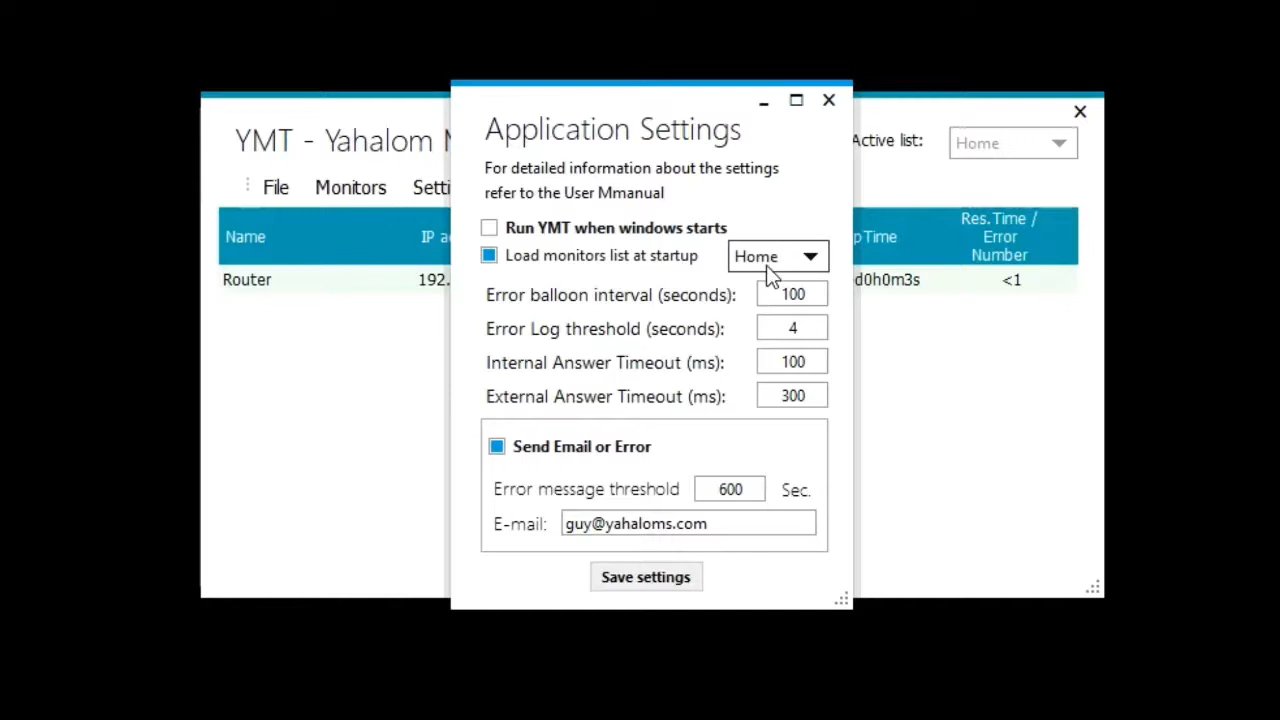 YMT - Yahalom
Active list:
Home
File
Monitors
Name
Router
Time
Res.Time /
Error
Number
d0h0m3s
<1
Application Settings
For detailed information about the settings
refer to the User Mmanual
Run YMT when windows starts
Load monitors list at startup
Home
Error balloon interval (seconds):
100
Error Log threshold (seconds):
4
Internal Answer Timeout (ms):
100
External Answer Timeout (ms):
300
Send Email or Error
Error message threshold
600
Sec.
E-mail:
guy@yahaloms.com
Save settings